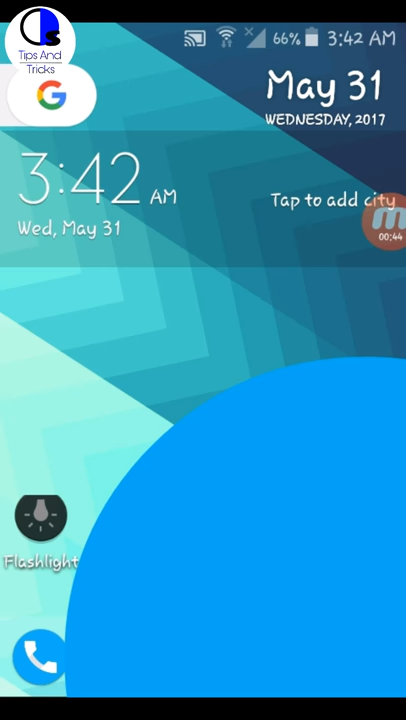 66% 3:42 AM
Tips And
Tricks
G
May 31
WEDNESDAY, 2017
3:42 AM
Wed, May 31
Tap to add city
00:44
Flashlight